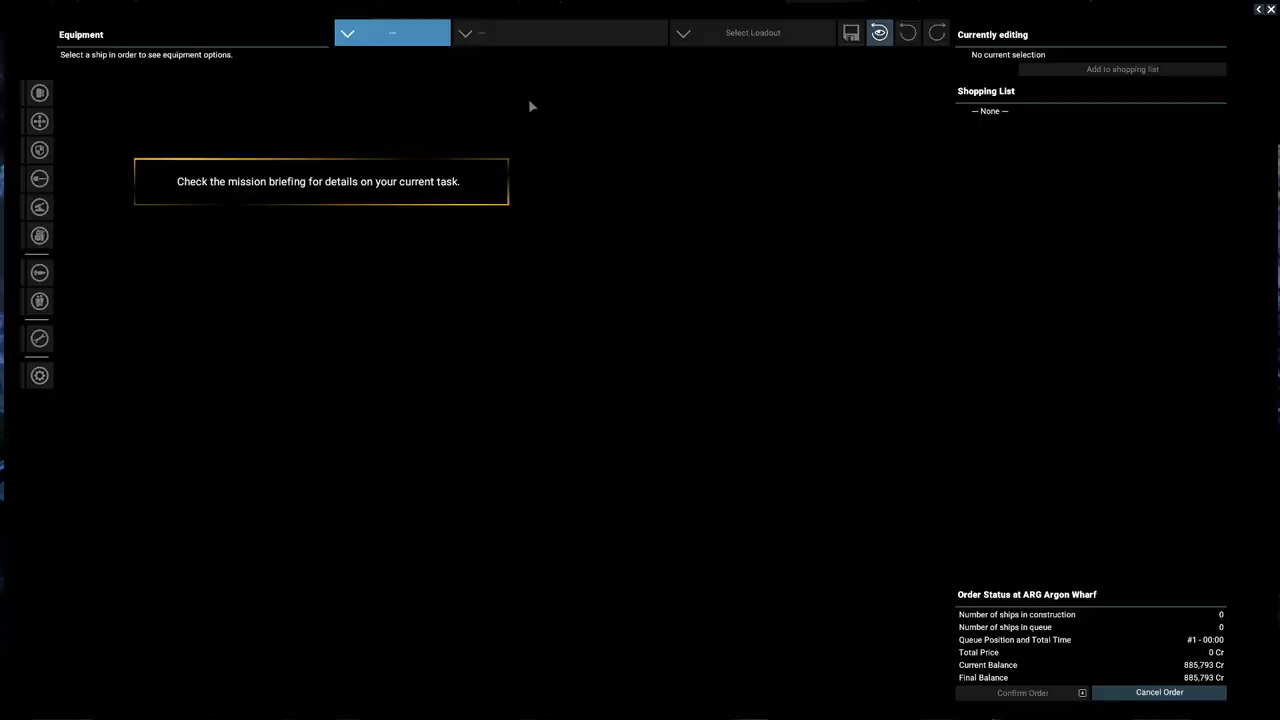 Equipment
Select a ship in order to see equipment options.
—
—
Select Loadout
Check the mission briefing for details on your current task.
Currently editing
No current selection
Add to shopping list
Shopping List
— None —
Order Status at ARG Argon Wharf
Number of ships in construction 0
Number of ships in queue 0
Queue Position and Total Time #1 - 00:00
Total Price 0 Cr
Current Balance 885,793 Cr
Final Balance 885,793 Cr
Confirm Order
Cancel Order